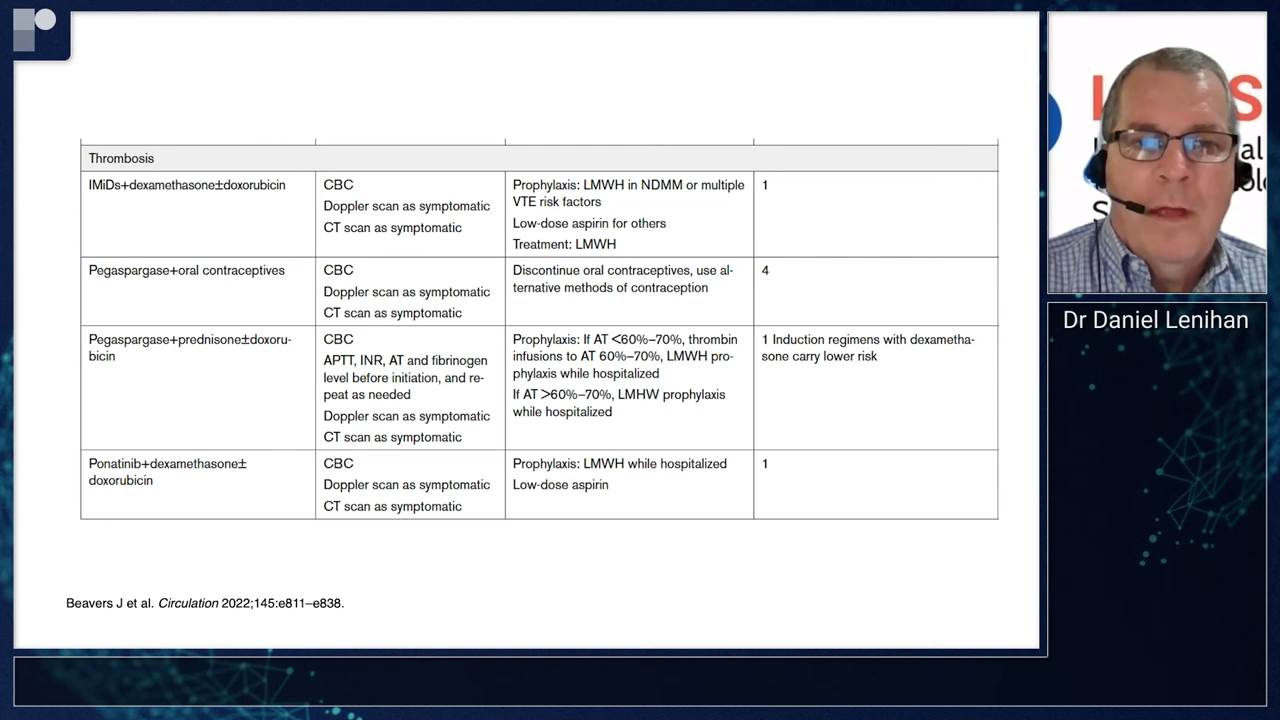 Thrombosis
IMiDs+dexamethasone±doxorubicin
CBC
Doppler scan as symptomatic
CT scan as symptomatic
Prophylaxis: LMWH in NDMM or multiple
VTE risk factors
Low-dose aspirin for others
Treatment: LMWH
1
Pegaspargase+oral contraceptives
CBC
Doppler scan as symptomatic
CT scan as symptomatic
Discontinue oral contraceptives, use al-
ternative methods of contraception
4
Pegaspargase+prednisone±doxoru-
bicin
CBC
APTT, INR, AT and fibrinogen
level before initiation, and re-
peat as needed
Doppler scan as symptomatic
CT scan as symptomatic
Prophylaxis: If AT <60%–70%, thrombin
infusions to AT 60%–70%, LMWH pro-
phylaxis while hospitalized
If AT >60%–70%, LMHW prophylaxis
while hospitalized
1 Induction regimens with dexametha-
sone carry lower risk
Ponatinib+dexamethasone±
doxorubicin
CBC
Doppler scan as symptomatic
CT scan as symptomatic
Prophylaxis: LMWH while hospitalized
Low-dose aspirin
1
Beavers J et al. Circulation 2022;145:e811–e838.
Dr Daniel Lenihan